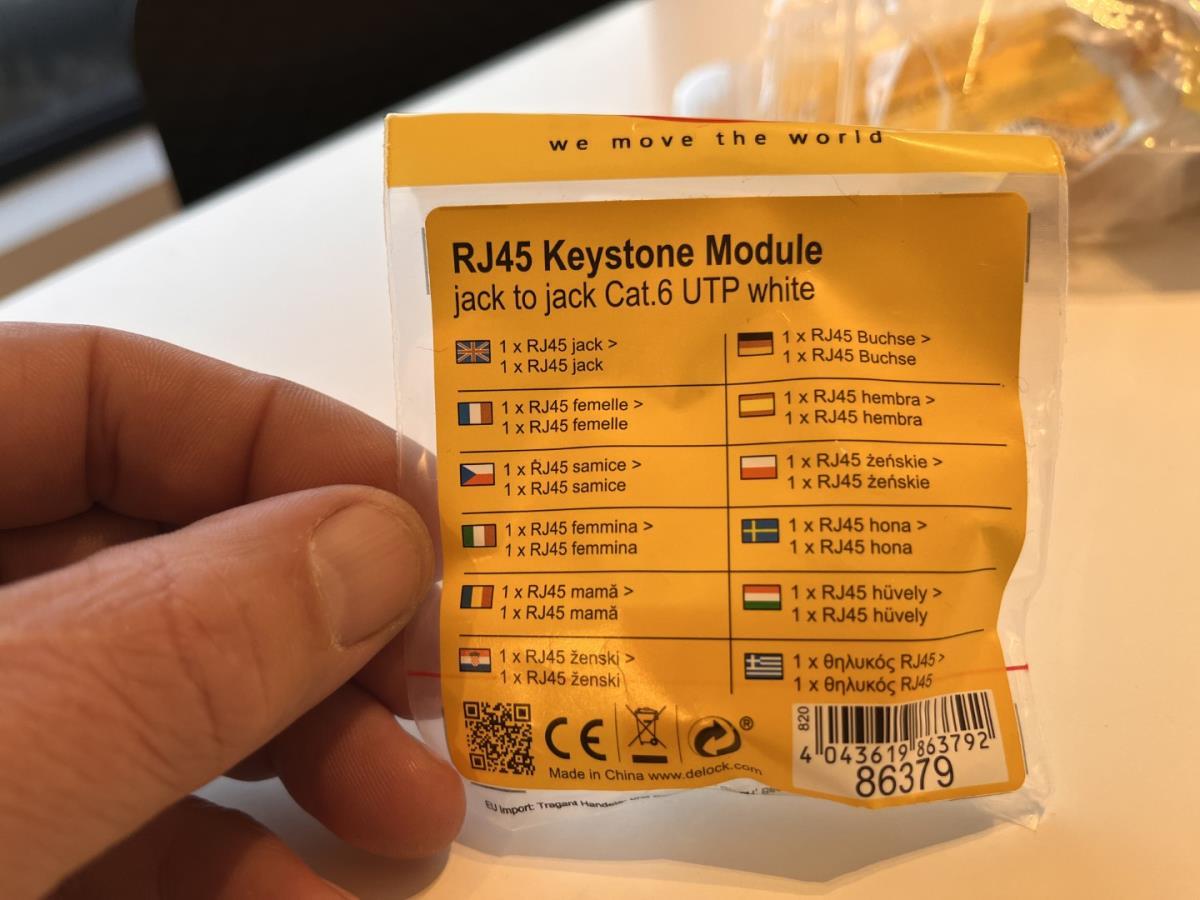 we move the world
RJ45 Keystone Module
jack to jack Cat.6 UTP white
1 x RJ45 jack >
1 x RJ45 jack
1 x RJ45 Buchse >
1 x RJ45 Buchse
1 x RJ45 femelle >
1 x RJ45 femelle
1 x RJ45 hembra >
1 x RJ45 hembra
1 x RJ45 samice >
1 x RJ45 samice
1 x RJ45 żeńskie >
1 x RJ45 żeńskie
1 x RJ45 femmina >
1 x RJ45 femmina
1 x RJ45 hona >
1 x RJ45 hona
1 x RJ45 mamă >
1 x RJ45 mamă
1 x RJ45 hüvely >
1 x RJ45 hüvely
1 x RJ45 ženski >
1 x RJ45 ženski
1 x θηλυκός RJ45 >
1 x θηλυκός RJ45
CE
®
820
4 043619 863792
86379
Made in China www.delock.com
EU Import: Tragant